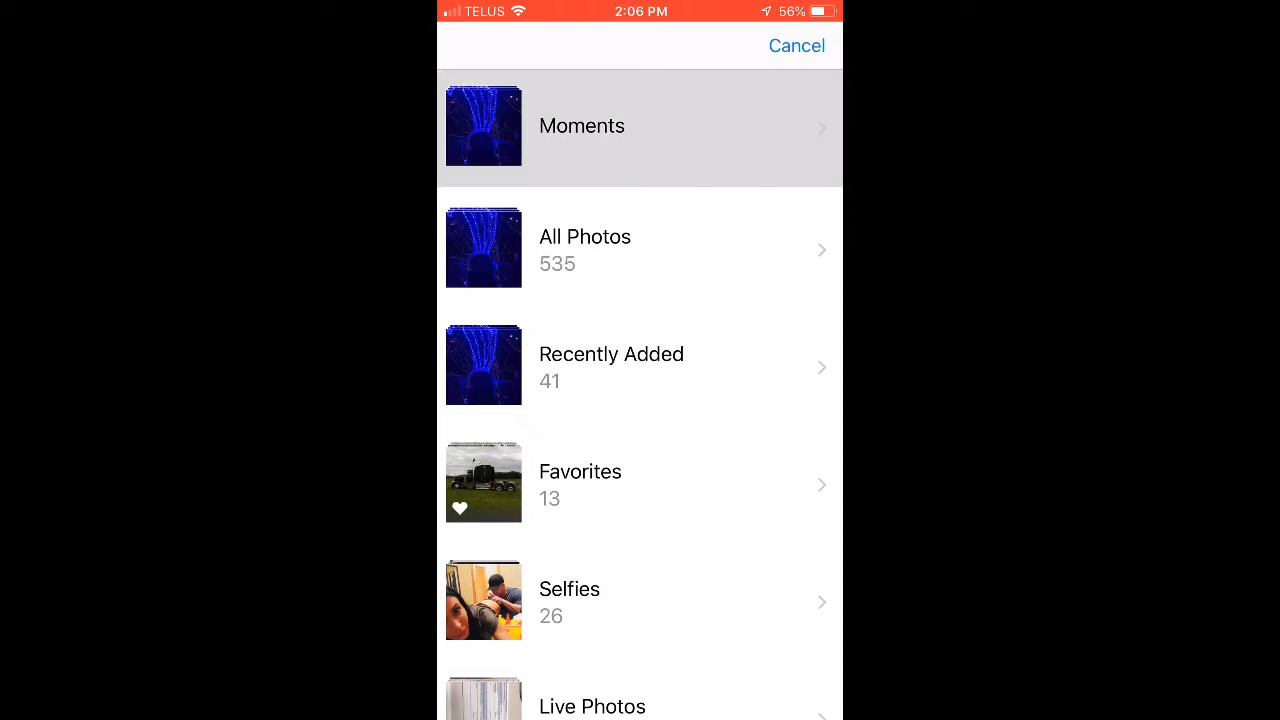 TELUS 2:06 PM 56%
Cancel
Moments
All Photos
535
Recently Added
41
Favorites
13
Selfies
26
Live Photos